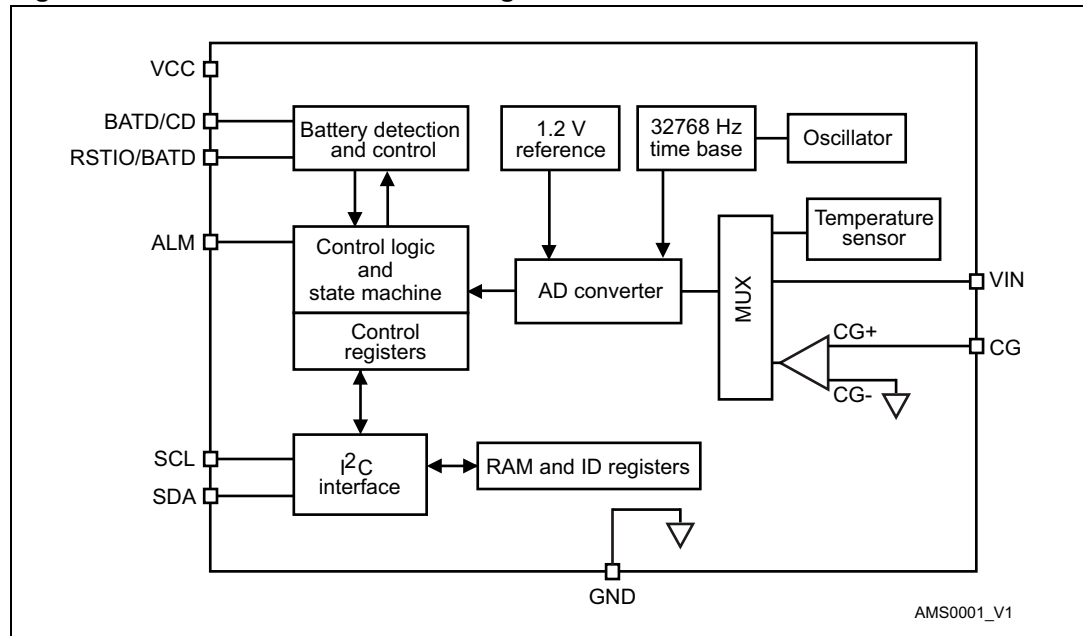 VCC
BATD/CD
RSTIO/BATD
ALM
SCL
SDA
Battery detection
and control
1.2 V
reference
32768 Hz
time base
Oscillator
Temperature
sensor
Control logic
and
state machine
Control
registers
AD converter
MUX
CG+
CG-
VIN
CG
I²C
interface
RAM and ID registers
GND
AMS0001_V1